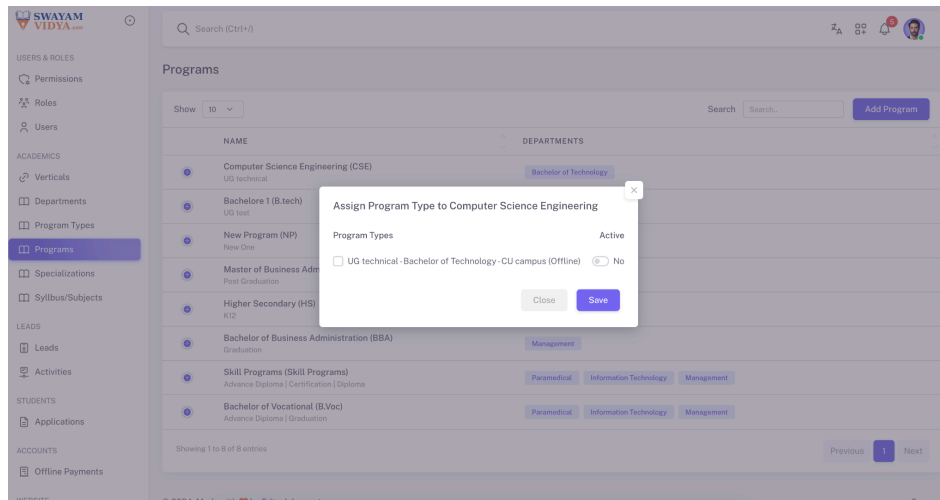 SWAYAM
VIDYA.com
Search (Ctrl+/)
5
USERS & ROLES
Permissions
Roles
Users
ACADEMICS
Verticals
Departments
Program Types
Programs
Specializations
Syllbus/Subjects
LEADS
Leads
Activities
STUDENTS
Applications
ACCOUNTS
Offline Payments
WEBSITE
Programs
Show 10
Search Search..
Add Program
NAME DEPARTMENTS
Computer Science Engineering (CSE)
UG technical
Bachelor of Technology
Bachelore 1 (B.tech)
UG test
New Program (NP)
New One
Master of Business Adm
Post Graduation
Higher Secondary (HS)
K12
Bachelor of Business Administration (BBA)
Graduation
Management
Skill Programs (Skill Programs)
Advance Diploma | Certification | Diploma
Paramedical Information Technology Management
Bachelor of Vocational (B.Voc)
Advance Diploma | Graduation
Paramedical Information Technology Management
Showing 1 to 8 of 8 entries
Previous 1 Next
Assign Program Type to Computer Science Engineering
Program Types Active
UG technical - Bachelor of Technology - CU campus (Offline) No
Close Save